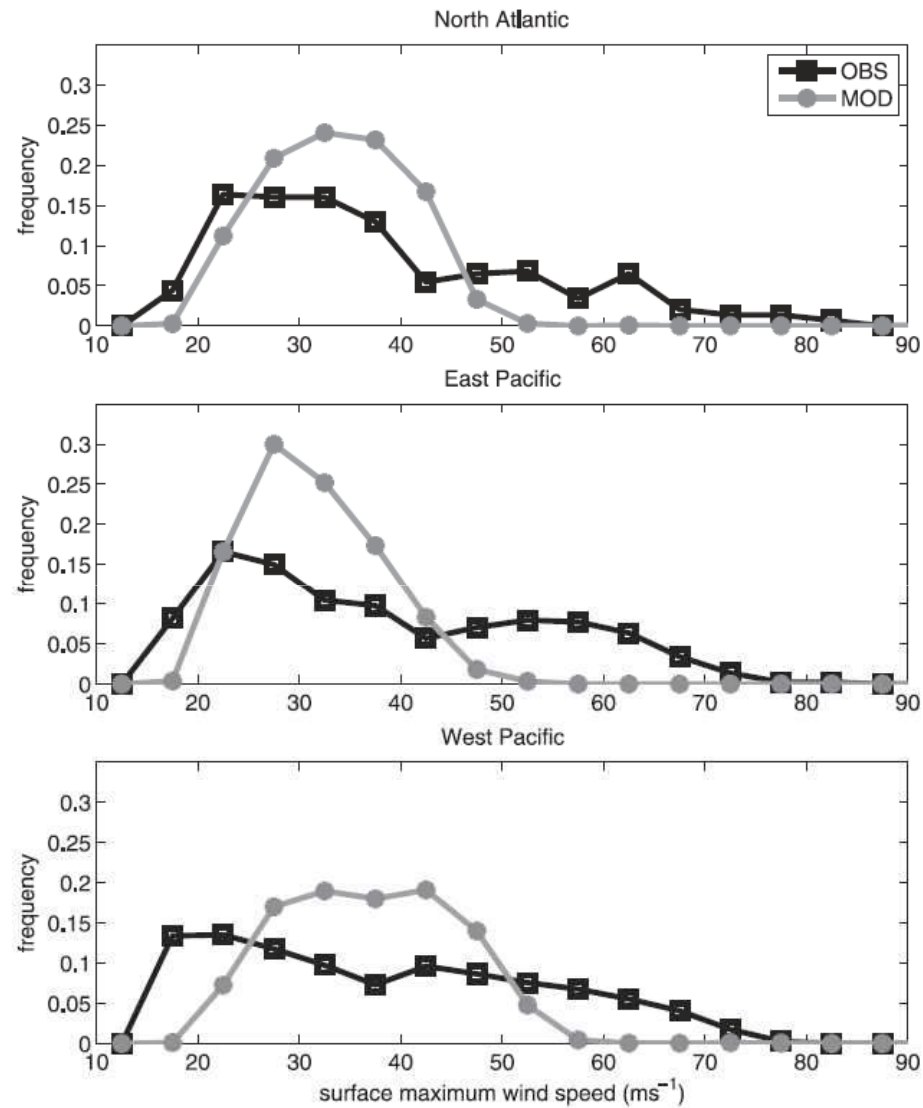 North Atlantic
OBS
MOD
frequency
0.3
0.25
0.2
0.15
0.1
0.05
0
10 20 30 40 50 60 70 80 90
East Pacific
frequency
0.3
0.25
0.2
0.15
0.1
0.05
0
10 20 30 40 50 60 70 80 90
West Pacific
frequency
0.3
0.25
0.2
0.15
0.1
0.05
0
10 20 30 40 50 60 70 80 90
surface maximum wind speed (ms⁻¹)